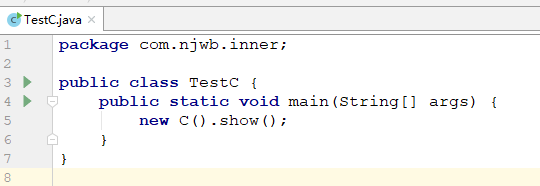 TestC.java
1 package com.njwb.inner;
2
3 public class TestC {
4     public static void main(String[] args) {
5         new C().show();
6     }
7 }
8